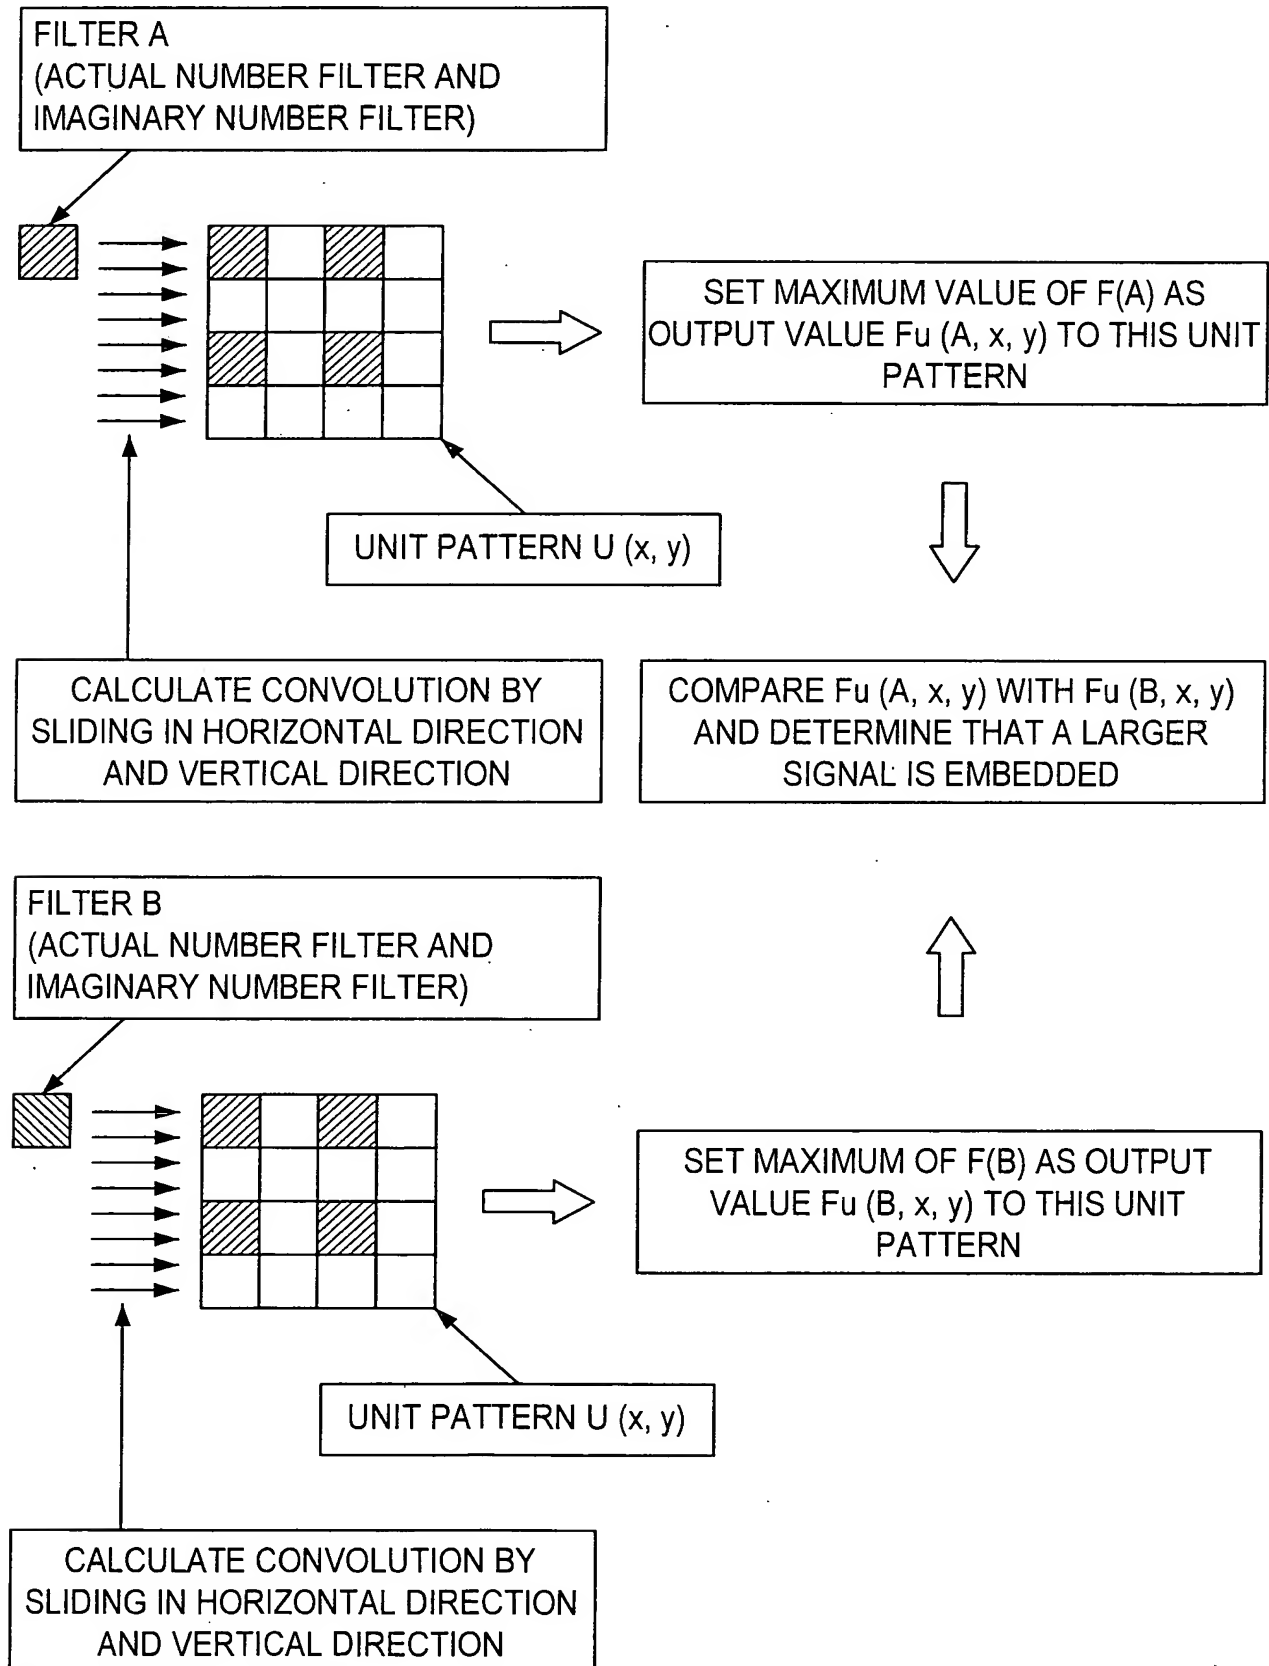 FILTER A
(ACTUAL NUMBER FILTER AND
IMAGINARY NUMBER FILTER)
SET MAXIMUM VALUE OF F(A) AS
OUTPUT VALUE Fu (A, x, y) TO THIS UNIT
PATTERN
UNIT PATTERN U (x, y)
CALCULATE CONVOLUTION BY
SLIDING IN HORIZONTAL DIRECTION
AND VERTICAL DIRECTION
COMPARE Fu (A, x, y) WITH Fu (B, x, y)
AND DETERMINE THAT A LARGER
SIGNAL IS EMBEDDED
FILTER B
(ACTUAL NUMBER FILTER AND
IMAGINARY NUMBER FILTER)
SET MAXIMUM OF F(B) AS OUTPUT
VALUE Fu (B, x, y) TO THIS UNIT
PATTERN
UNIT PATTERN U (x, y)
CALCULATE CONVOLUTION BY
SLIDING IN HORIZONTAL DIRECTION
AND VERTICAL DIRECTION